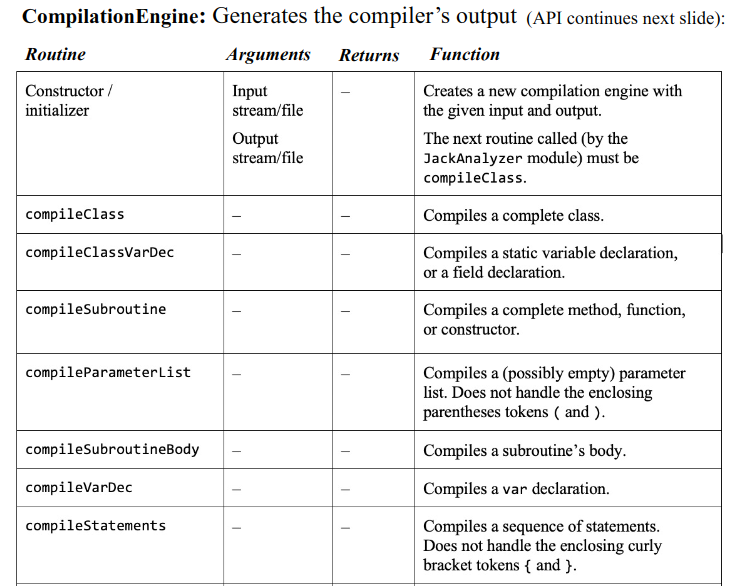 CompilationEngine: Generates the compiler's output (API continues next slide):
Routine Arguments Returns Function
Constructor / Input – Creates a new compilation engine with
initializer stream/file the given input and output.
Output The next routine called (by the
stream/file JackAnalyzer module) must be
compileClass.
compileClass – – Compiles a complete class.
compileClassVarDec – – Compiles a static variable declaration,
or a field declaration.
compileSubroutine – – Compiles a complete method, function,
or constructor.
compileParameterList – – Compiles a (possibly empty) parameter
list. Does not handle the enclosing
parentheses tokens ( and ).
compileSubroutineBody – – Compiles a subroutine's body.
compileVarDec – – Compiles a var declaration.
compileStatements – – Compiles a sequence of statements.
Does not handle the enclosing curly
bracket tokens { and }.